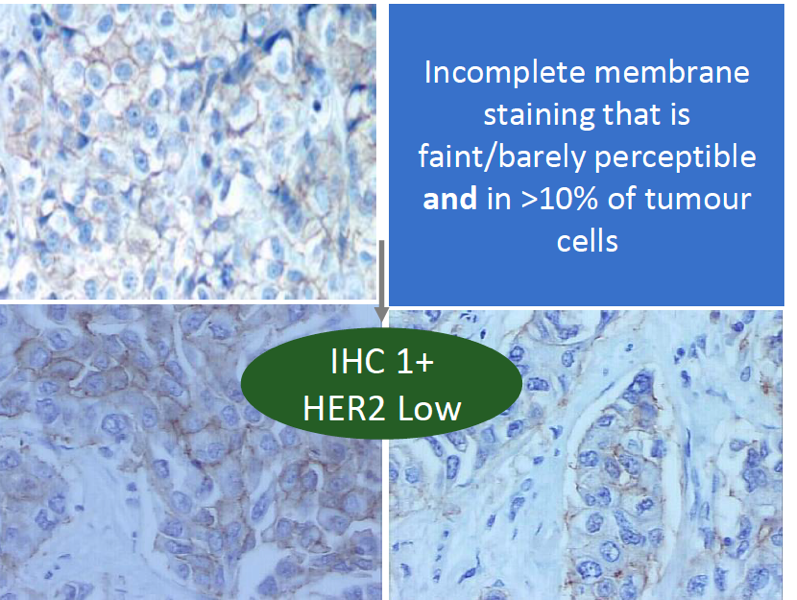 Incomplete membrane
staining that is
faint/barely perceptible
and in >10% of tumour
cells
IHC 1+
HER2 Low